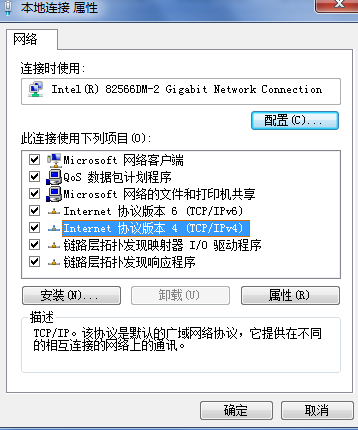 本地连接 属性
网络
连接时使用:
Intel(R) 82566DM-2 Gigabit Network Connection
配置(C)...
此连接使用下列项目(O):
Microsoft 网络客户端
QoS 数据包计划程序
Microsoft 网络的文件和打印机共享
Internet 协议版本 6 (TCP/IPv6)
Internet 协议版本 4 (TCP/IPv4)
链路层拓扑发现映射器 I/O 驱动程序
链路层拓扑发现响应程序
安装(N)...
卸载(U)
属性(R)
描述
TCP/IP。该协议是默认的广域网络协议，它提供在不同
的相互连接的网络上的通讯。
确定
取消